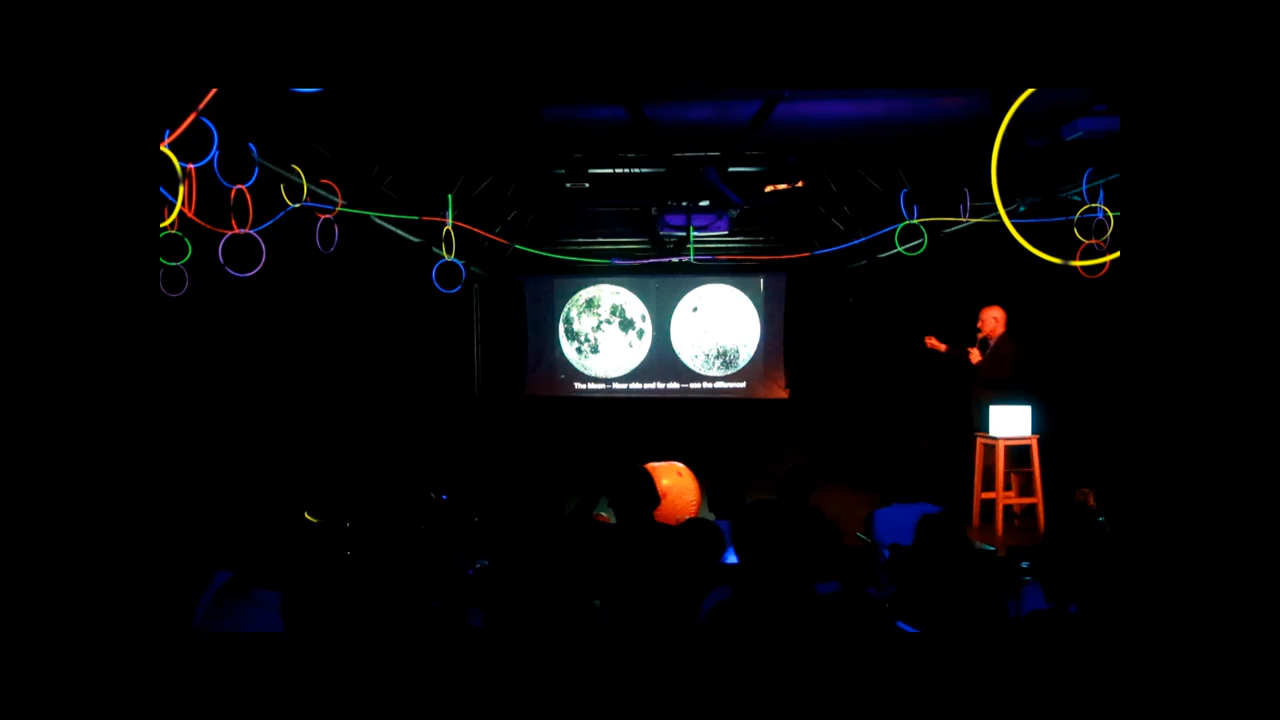 The Moon – Near side and far side — see the difference!